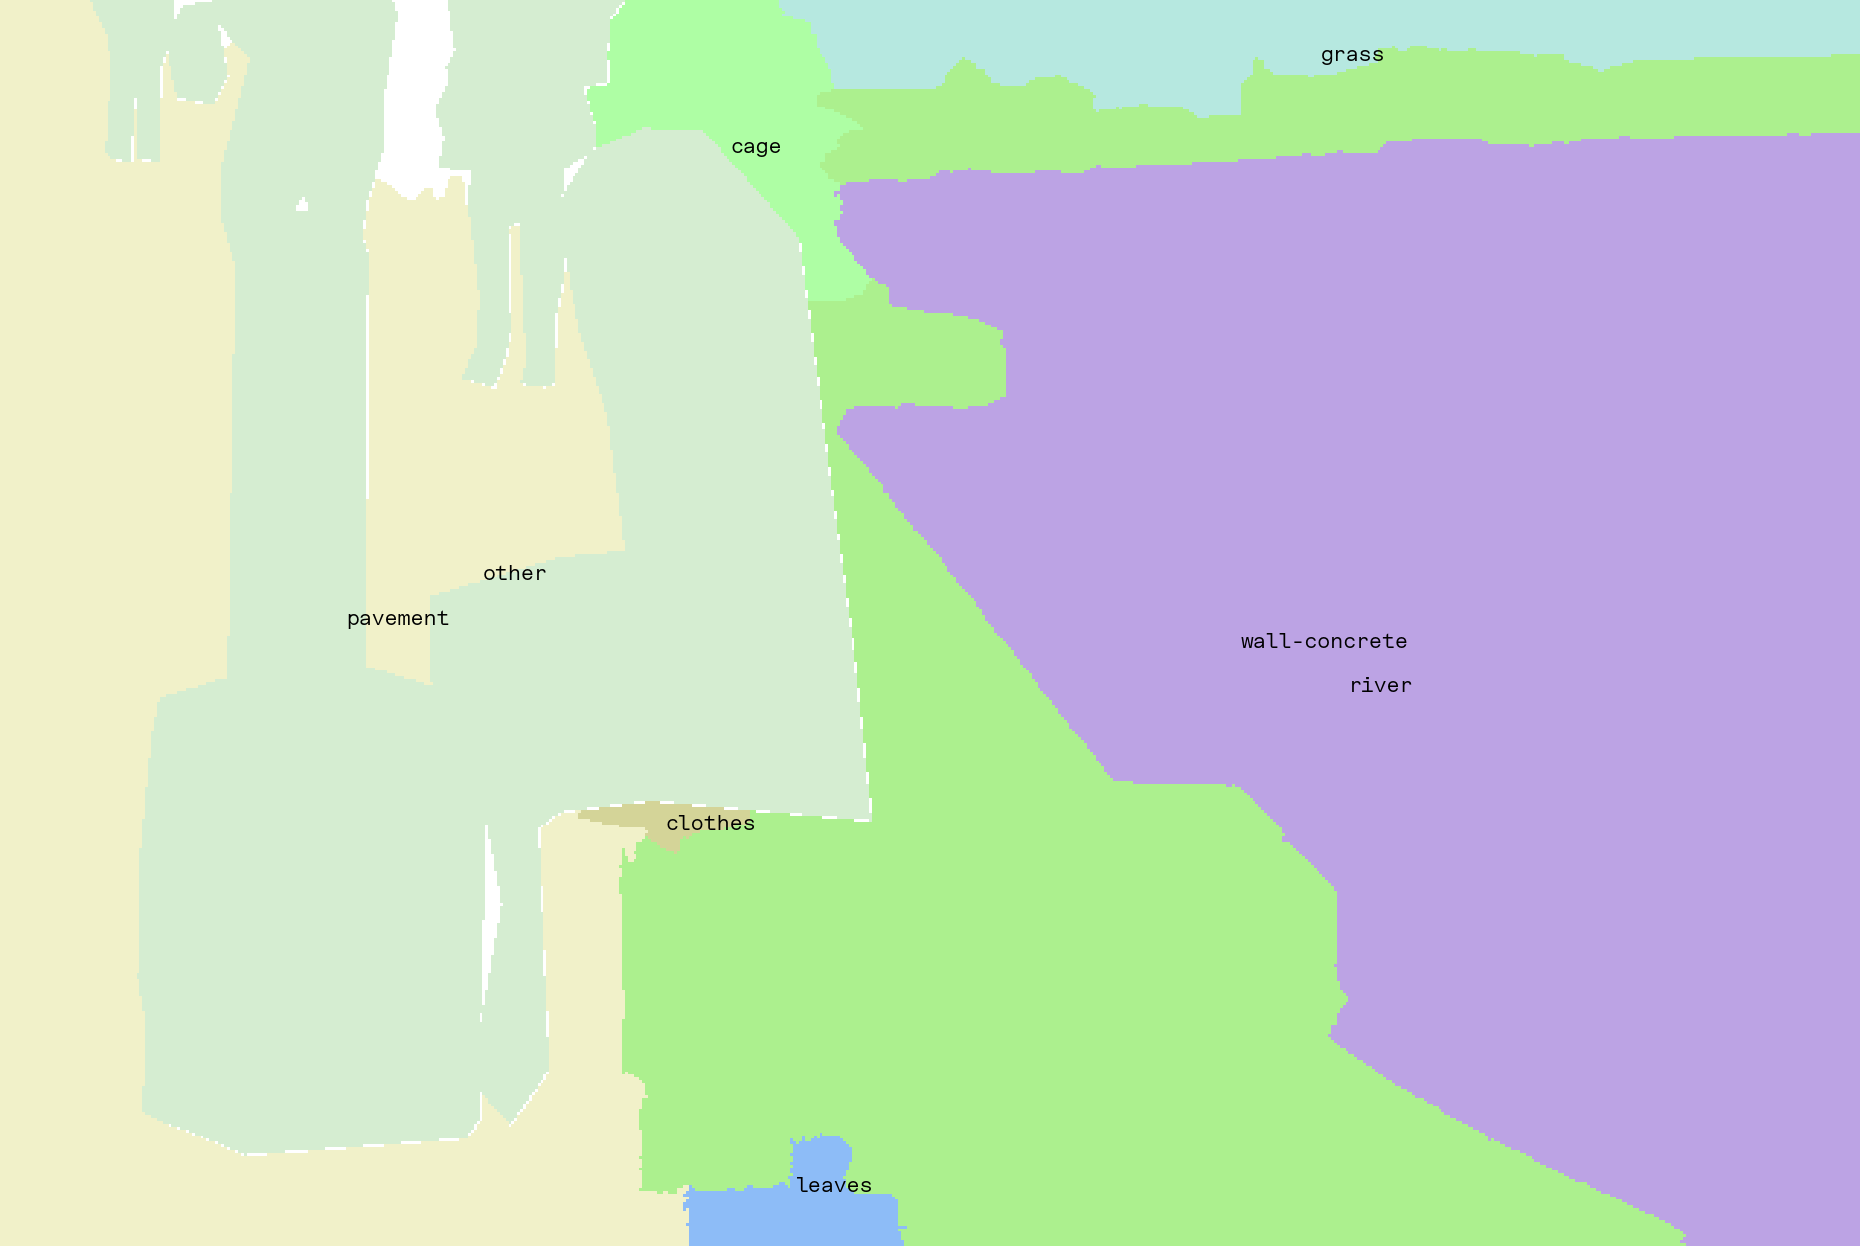 grass
cage
other
pavement
wall-concrete
river
clothes
leaves